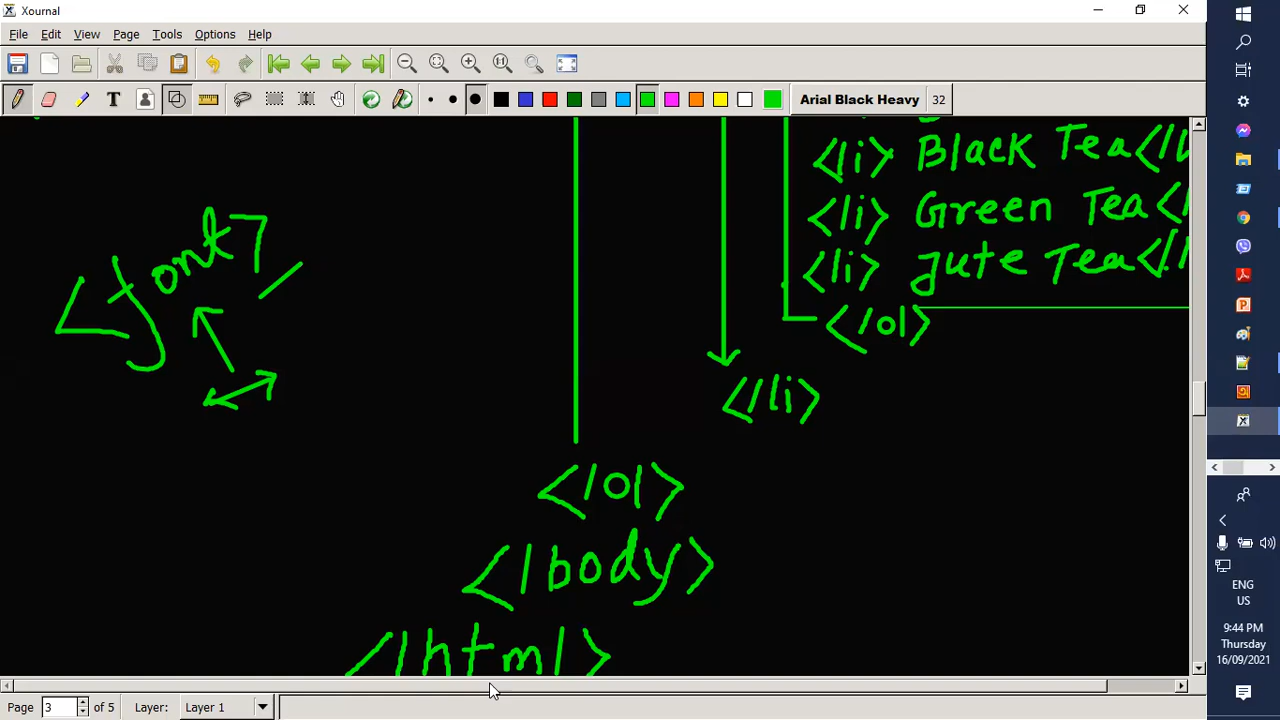 Xournal
File Edit View Page Tools Options Help
Arial Black Heavy 32
<li> Black Tea</l
<li> Green Tea</
<li> jute Tea</l
</ol>
<font>
</li>
</ol>
</body>
</html>
Page 3 of 5 Layer: Layer 1
ENG
US
9:44 PM
16/09/2021